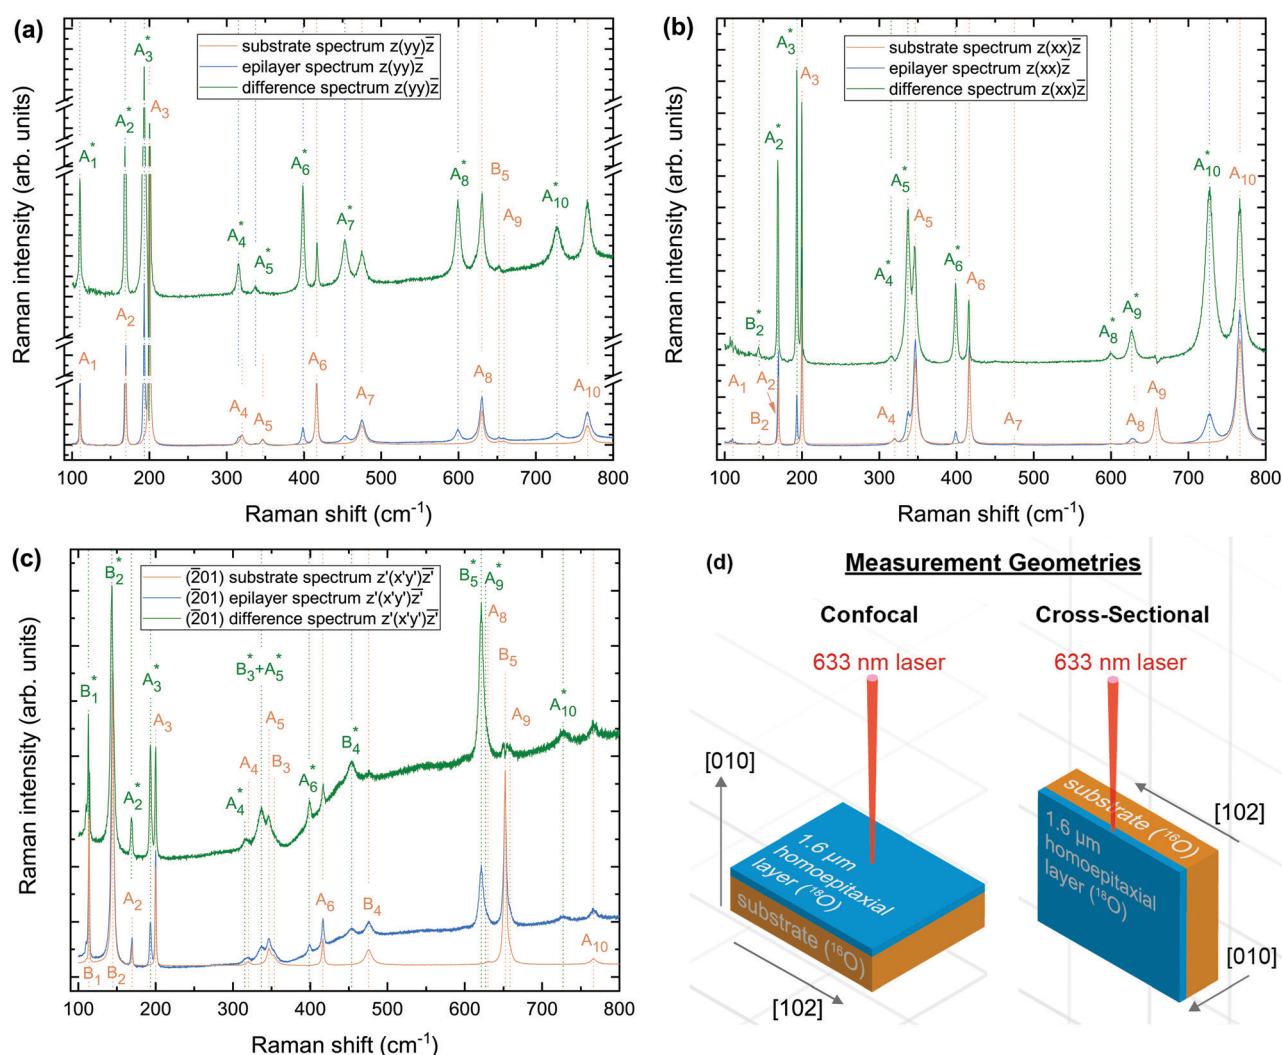 (a)
substrate spectrum z(yy)z̅
epilayer spectrum z(yy)z̅
difference spectrum z(yy)z̅
A3*
A3
A2*
A1*
A6*
A8*
B5
A4*
A5*
A7*
A9
A10*
A2
A1
A4
A5
A6
A7
A8
A10
100 200 300 400 500 600 700 800
Raman shift (cm-1)
Raman intensity (arb. units)
(b)
substrate spectrum z(xx)z̅
epilayer spectrum z(xx)z̅
difference spectrum z(xx)z̅
A3*
A3
A2*
A5*
A5
A10*
A10
A4*
A6*
A6
B2*
A8*
A9*
A1
A2
B2
A4
A7
A8
A9
100 200 300 400 500 600 700 800
Raman shift (cm-1)
Raman intensity (arb. units)
(c)
(2̅01) substrate spectrum z'(x'y')z̅'
(2̅01) epilayer spectrum z'(x'y')z̅'
(2̅01) difference spectrum z'(x'y')z̅'
B2*
B5*
A9*
A8
B5
B1*
A3*
A3
B3*+A5*
A5
A4
B3
B4*
A9
A10*
A2*
A4*
A6*
A2
A6
B4
B1
B2
A10
100 200 300 400 500 600 700 800
Raman shift (cm-1)
Raman intensity (arb. units)
(d)
Measurement Geometries
Confocal
633 nm laser
[010]
1.6 µm
homoepitaxial
layer (18O)
substrate (16O)
[102]
Cross-Sectional
633 nm laser
substrate (16O)
[102]
1.6 µm
homoepitaxial
layer (18O)
[010]